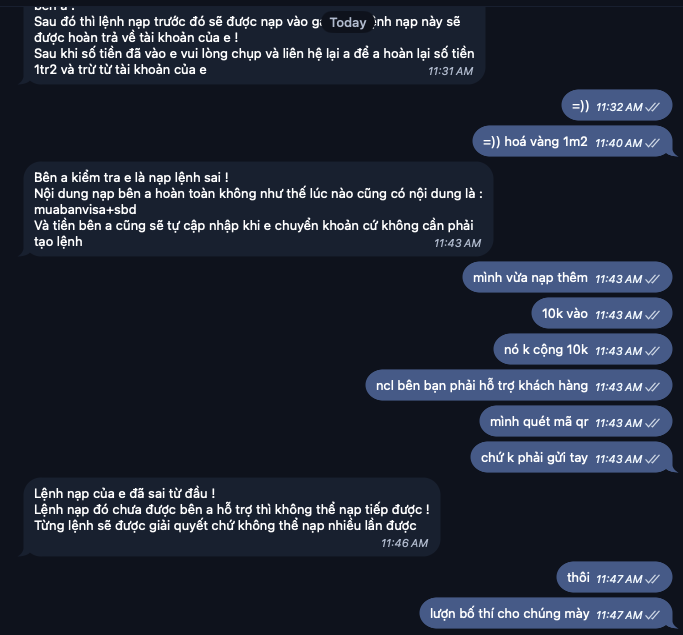 Sau đó thì lệnh nạp trước đó sẽ được nạp vào
Today
lệnh nạp này sẽ
được hoàn trả về tài khoản của e !
Sau khi số tiền đã vào e vui lòng chụp và liên hệ lại a để a hoàn lại số tiền
1tr2 và trừ từ tài khoản của e
11:31 AM
=)) 11:32 AM
=)) hoá vàng 1m2 11:40 AM
Bên a kiểm tra e là nạp lệnh sai !
Nội dung nạp bên a hoàn toàn không như thế lúc nào cũng có nội dung là :
muabanvisa+sbd
Và tiền bên a cũng sẽ tự cập nhập khi e chuyển khoản cứ không cần phải
tạo lệnh
11:43 AM
mình vừa nạp thêm 11:43 AM
10k vào 11:43 AM
nó k cộng 10k 11:43 AM
ncl bên bạn phải hỗ trợ khách hàng 11:43 AM
mình quét mã qr 11:43 AM
chứ k phải gửi tay 11:43 AM
Lệnh nạp của e đã sai từ đầu !
Lệnh nạp đó chưa được bên a hỗ trợ thì không thể nạp tiếp được !
Từng lệnh sẽ được giải quyết chứ không thể nạp nhiều lần được
11:46 AM
thôi 11:47 AM
lượn bố thí cho chúng mày 11:47 AM